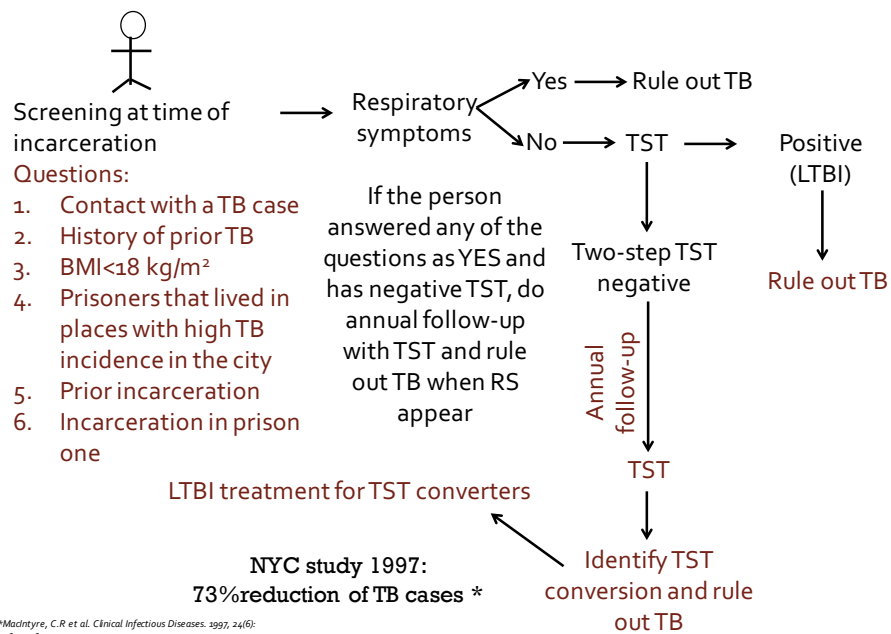 Screening at time of
incarceration
Questions:
1. Contact with a TB case
2. History of prior TB
3. BMI<18 kg/m²
4. Prisoners that lived in
places with high TB
incidence in the city
5. Prior incarceration
6. Incarceration in prison
one
Respiratory
symptoms
Yes
Rule out TB
No
TST
Positive
(LTBI)
Rule out TB
If the person
answered any of the
questions as YES and
has negative TST, do
annual follow-up
with TST and rule
out TB when RS
appear
Two-step TST
negative
Annual
follow-up
TST
Identify TST
conversion and rule
out TB
LTBI treatment for TST converters
NYC study 1997:
73%reduction of TB cases *
*MacIntyre, C.R et al. Clinical Infectious Diseases. 1997, 24(6):